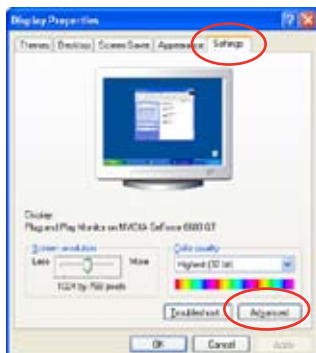 Display Properties
Themes Desktop Screen Saver Appearance Settings
Display:
Plug and Play Monitor on NVIDIA GeForce 6600 GT
Screen resolution
Less More
1024 by 768 pixels
Color quality
Highest (32 bit)
Troubleshoot... Advanced
OK Cancel Apply